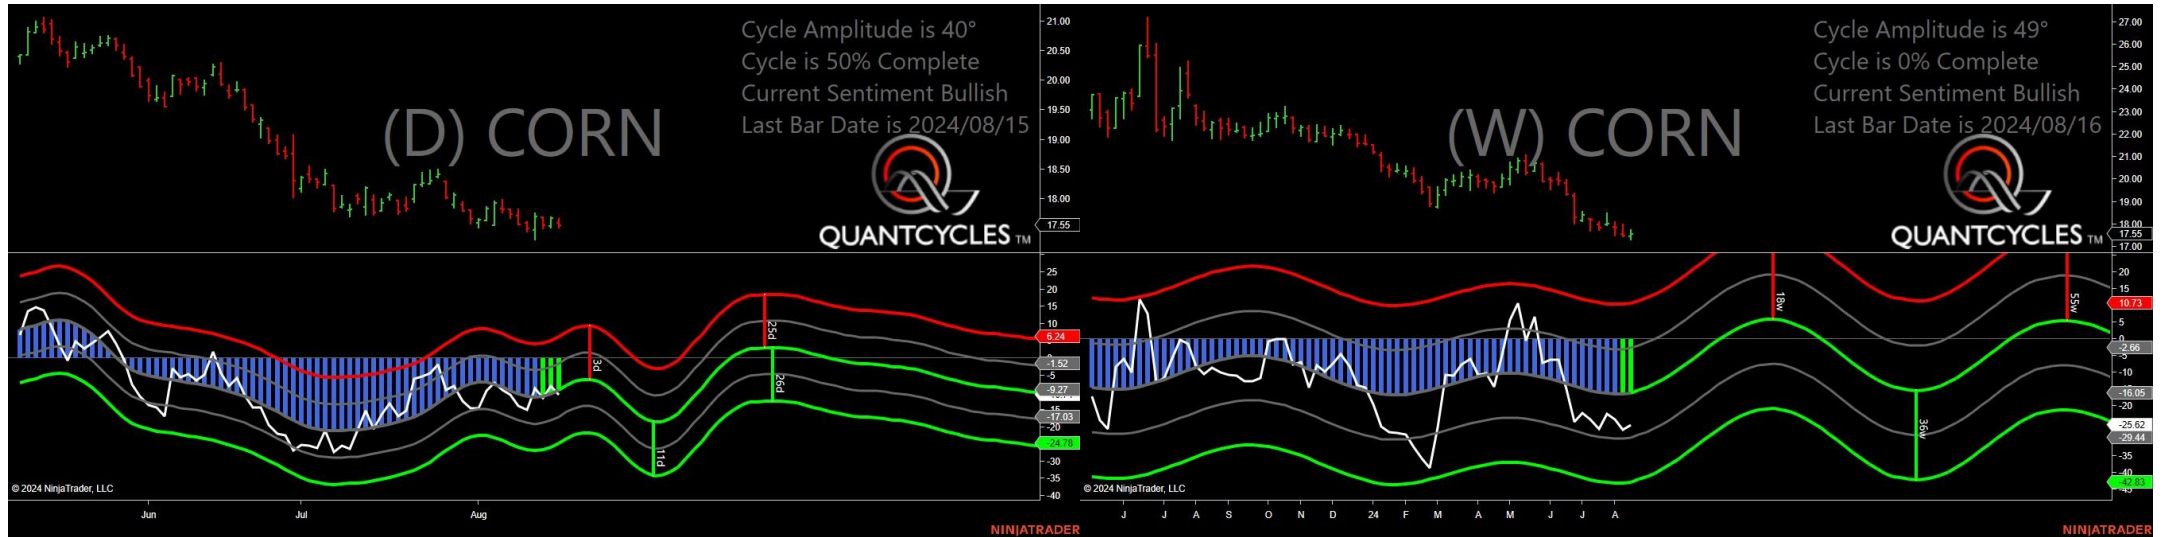 Cycle Amplitude is 40°
Cycle is 50% Complete
Current Sentiment Bullish
Last Bar Date is 2024/08/15
(D) CORN
QUANTCYCLES TM
21.00
20.50
20.00
19.50
19.00
18.50
18.00
17.55
25
20
15
10
6.24
0
-1.52
-5
-9.27
-17.03
-20
-24.78
-30
-35
-40
3d
11d
25d
26d
© 2024 NinjaTrader, LLC
Jun
Jul
Aug
NINJATRADER
Cycle Amplitude is 49°
Cycle is 0% Complete
Current Sentiment Bullish
Last Bar Date is 2024/08/16
(W) CORN
QUANTCYCLES TM
27.00
26.00
25.00
24.00
23.00
22.00
21.00
20.00
19.00
18.00
17.55
17.00
20
15
10.73
5
0
-2.66
-5
-10
-16.05
-20
-25.62
-29.44
-35
-40
-42.83
18w
36w
55w
© 2024 NinjaTrader, LLC
J
J
A
S
O
N
D
24
F
M
A
M
J
J
A
NINJATRADER